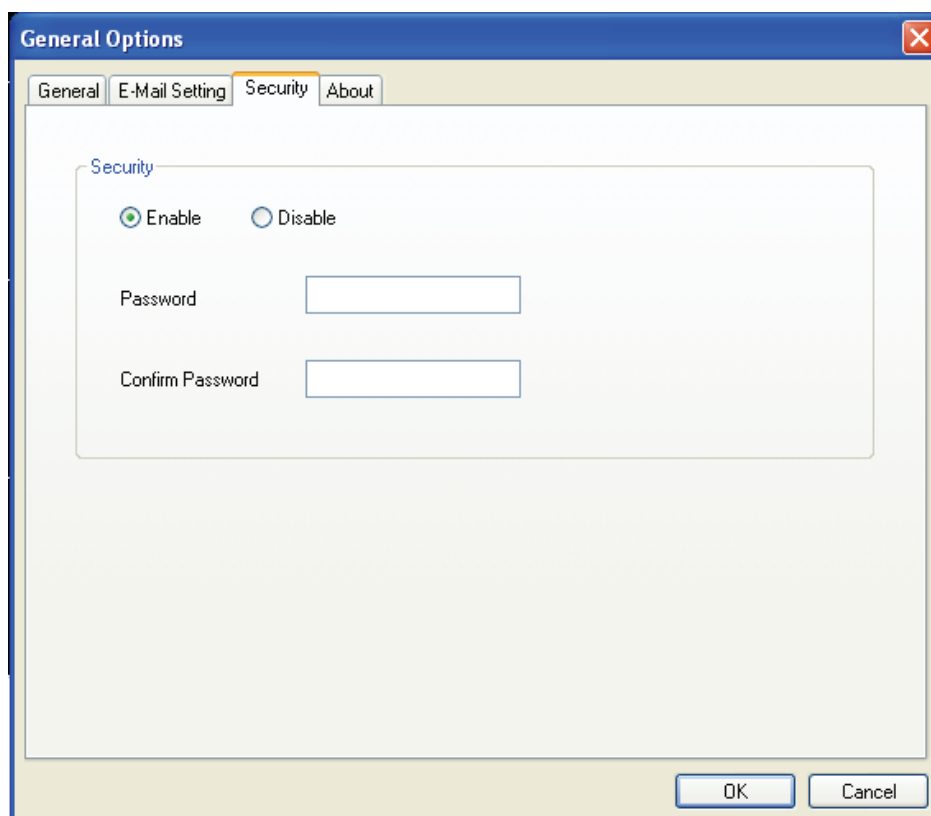 General Options
General E-Mail Setting Security About
Security
Enable Disable
Password
Confirm Password
OK Cancel